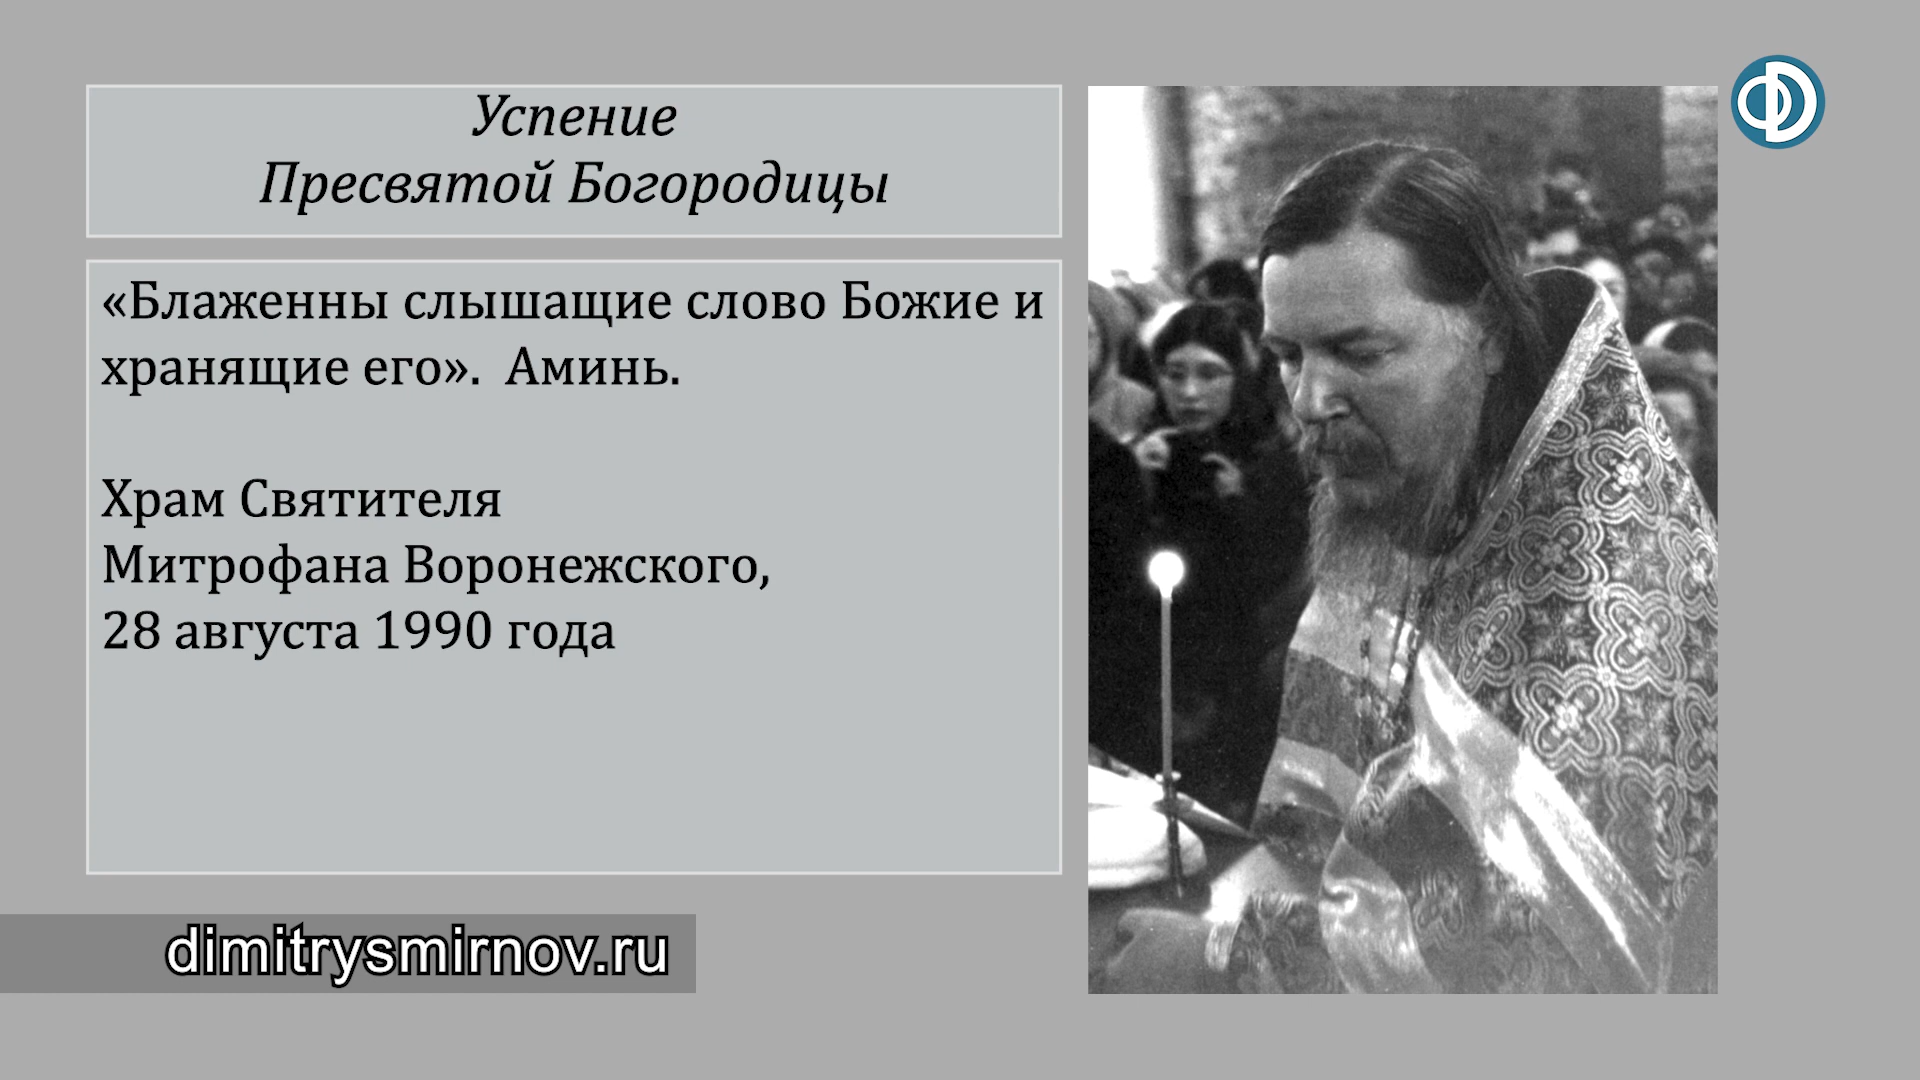 Успение
Пресвятой Богородицы
«Блаженны слышащие слово Божие и
хранящие его».  Аминь.
Храм Святителя
Митрофана Воронежского,
28 августа 1990 года
dimitrysmirnov.ru